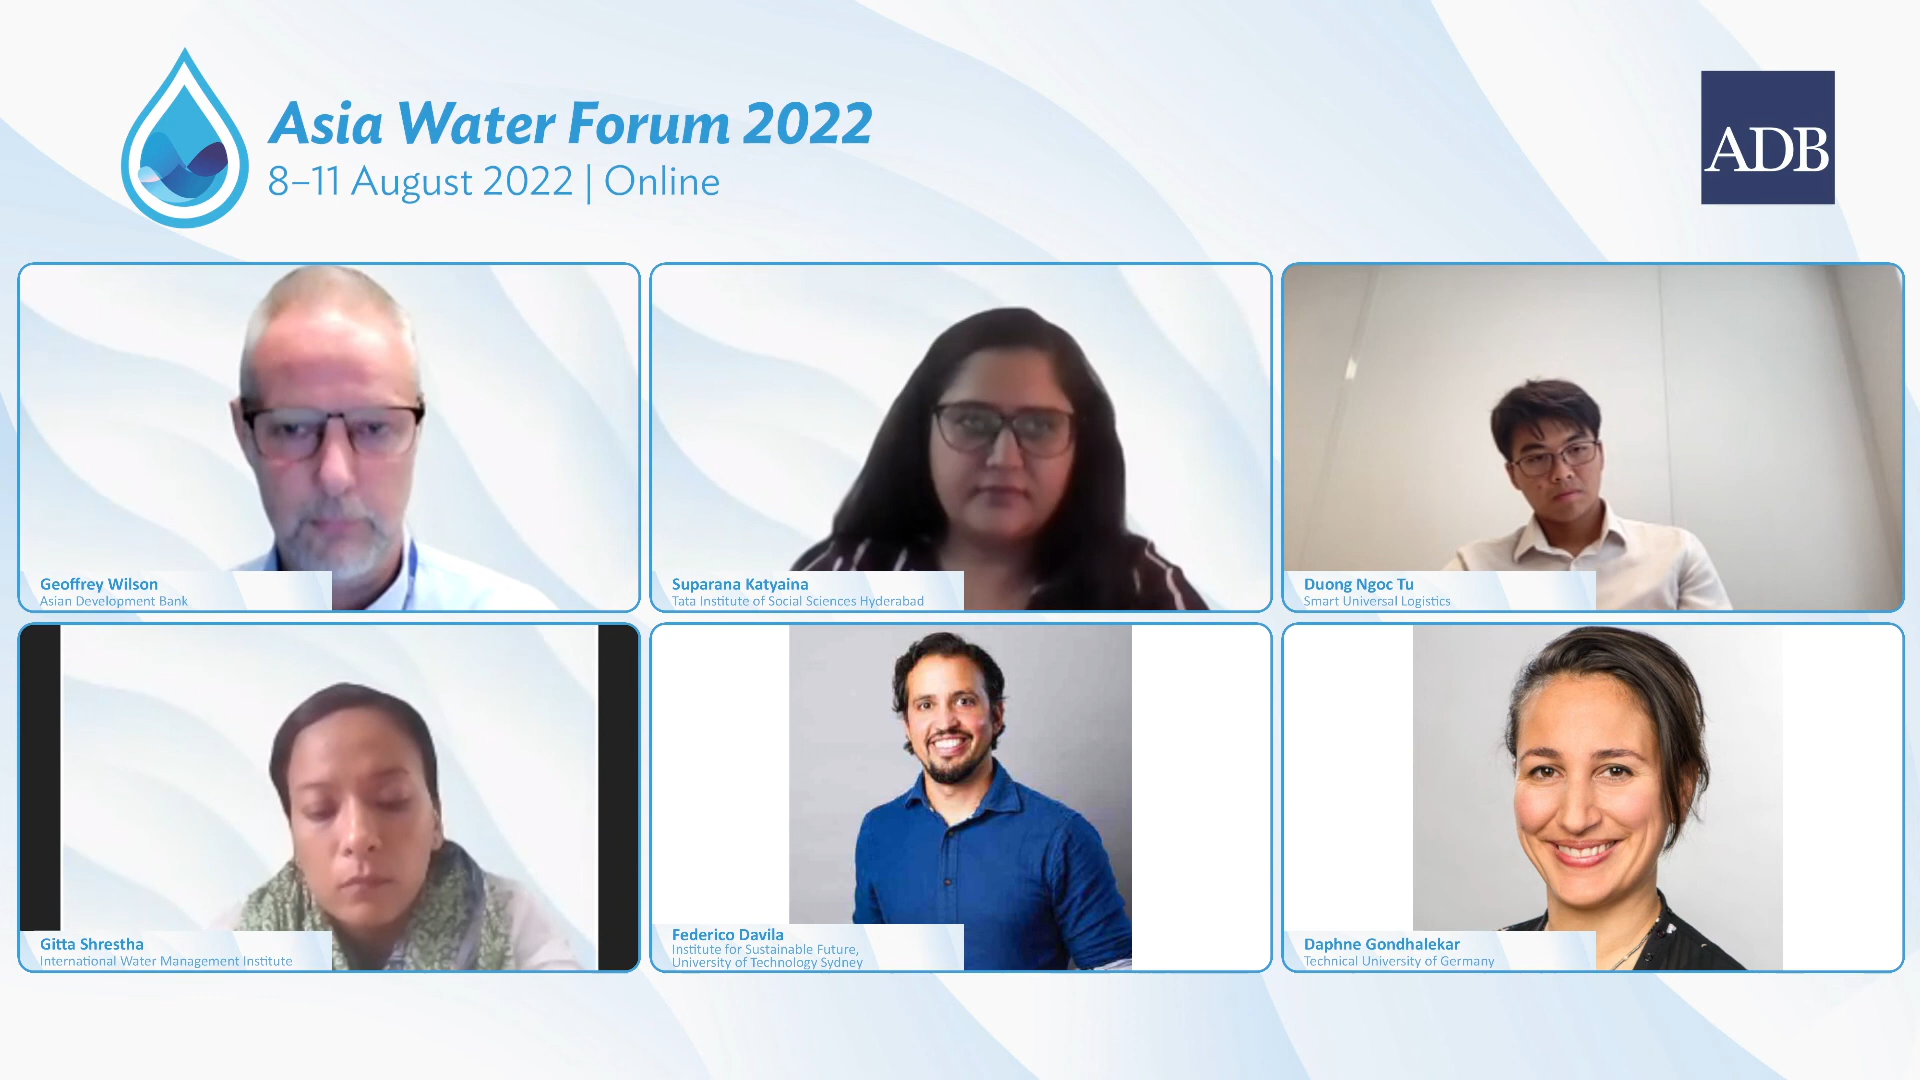 Asia Water Forum 2022
8–11 August 2022 | Online
ADB
Geoffrey Wilson
Asian Development Bank
Suparana Katyaina
Tata Institute of Social Sciences Hyderabad
Duong Ngoc Tu
Smart Universal Logistics
Gitta Shrestha
International Water Management Institute
Federico Davila
Institute for Sustainable Future,
University of Technology Sydney
Daphne Gondhalekar
Technical University of Germany